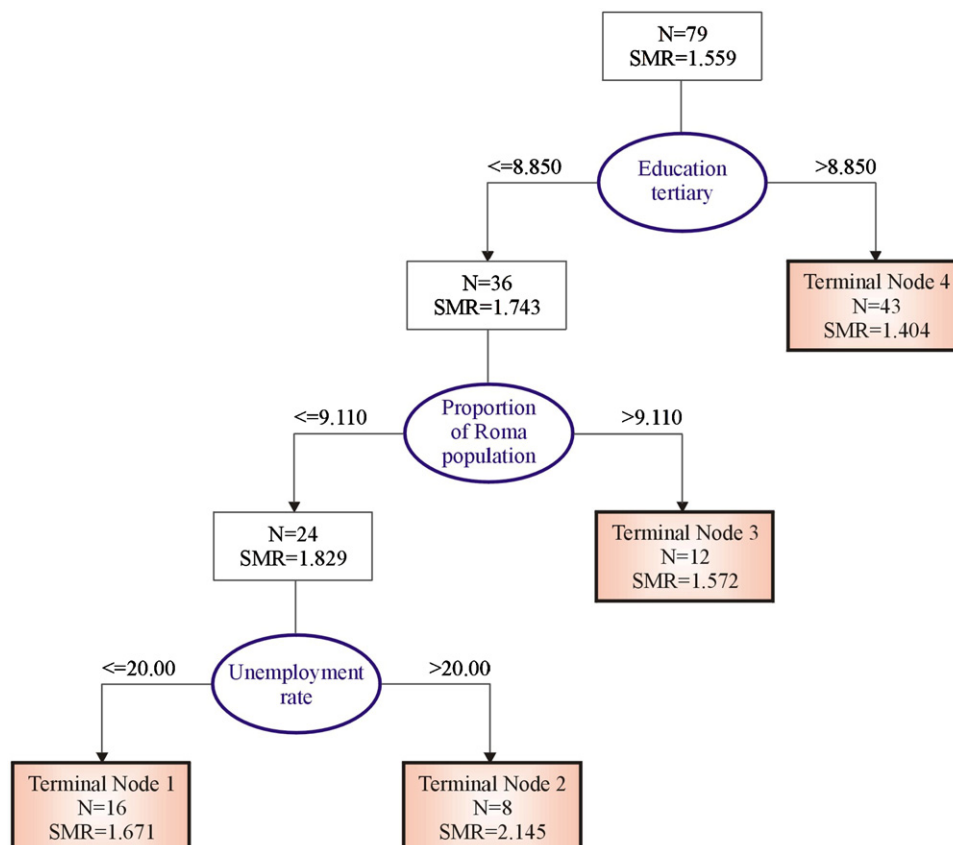 N=79
SMR=1.559
<=8.850
Education
tertiary
>8.850
N=36
SMR=1.743
Terminal Node 4
N=43
SMR=1.404
<=9.110
Proportion
of Roma
population
>9.110
N=24
SMR=1.829
Terminal Node 3
N=12
SMR=1.572
<=20.00
Unemployment
rate
>20.00
Terminal Node 1
N=16
SMR=1.671
Terminal Node 2
N=8
SMR=2.145